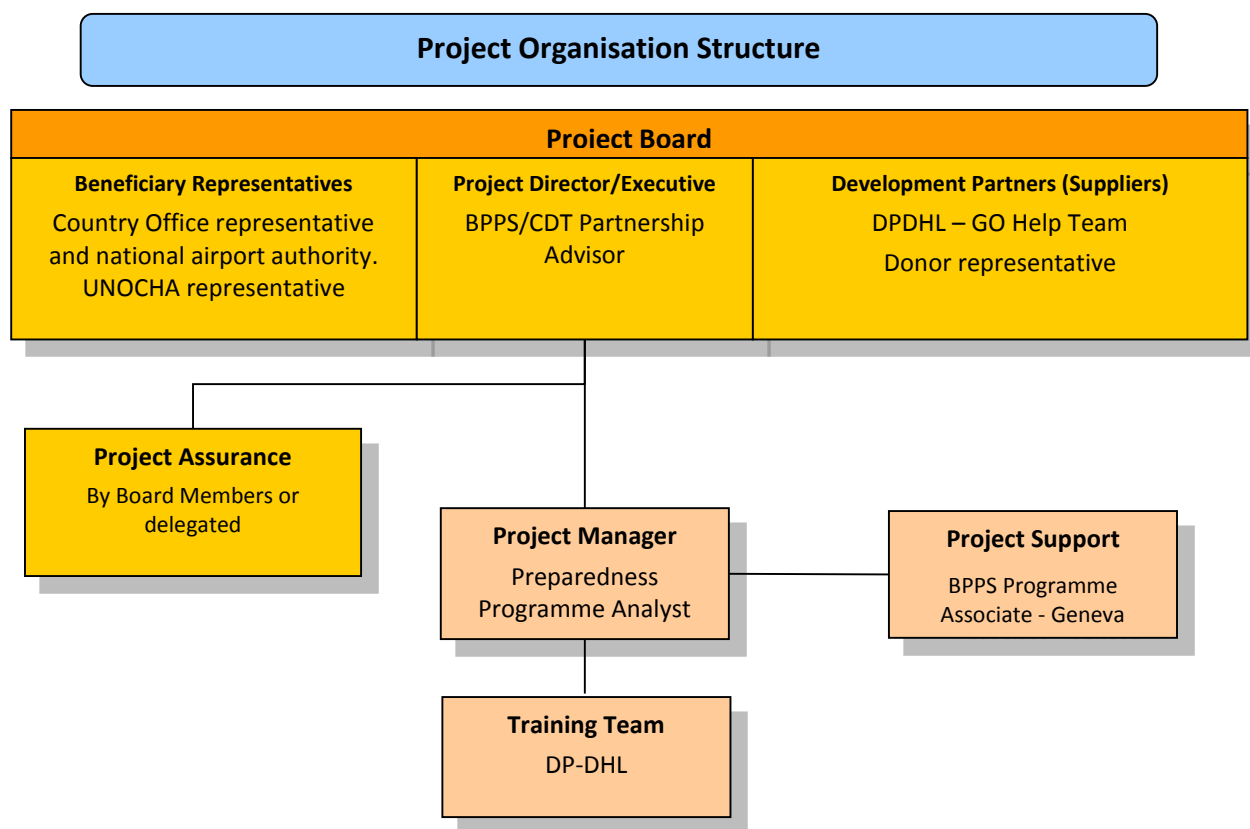 Project Organisation Structure
Project Board
Beneficiary Representatives
Country Office representative
and national airport authority.
UNOCHA representative
Project Director/Executive
BPPS/CDT Partnership
Advisor
Development Partners (Suppliers)
DPDHL – GO Help Team
Donor representative
Project Assurance
By Board Members or
delegated
Project Manager
Preparedness
Programme Analyst
Project Support
BPPS Programme
Associate - Geneva
Training Team
DP-DHL